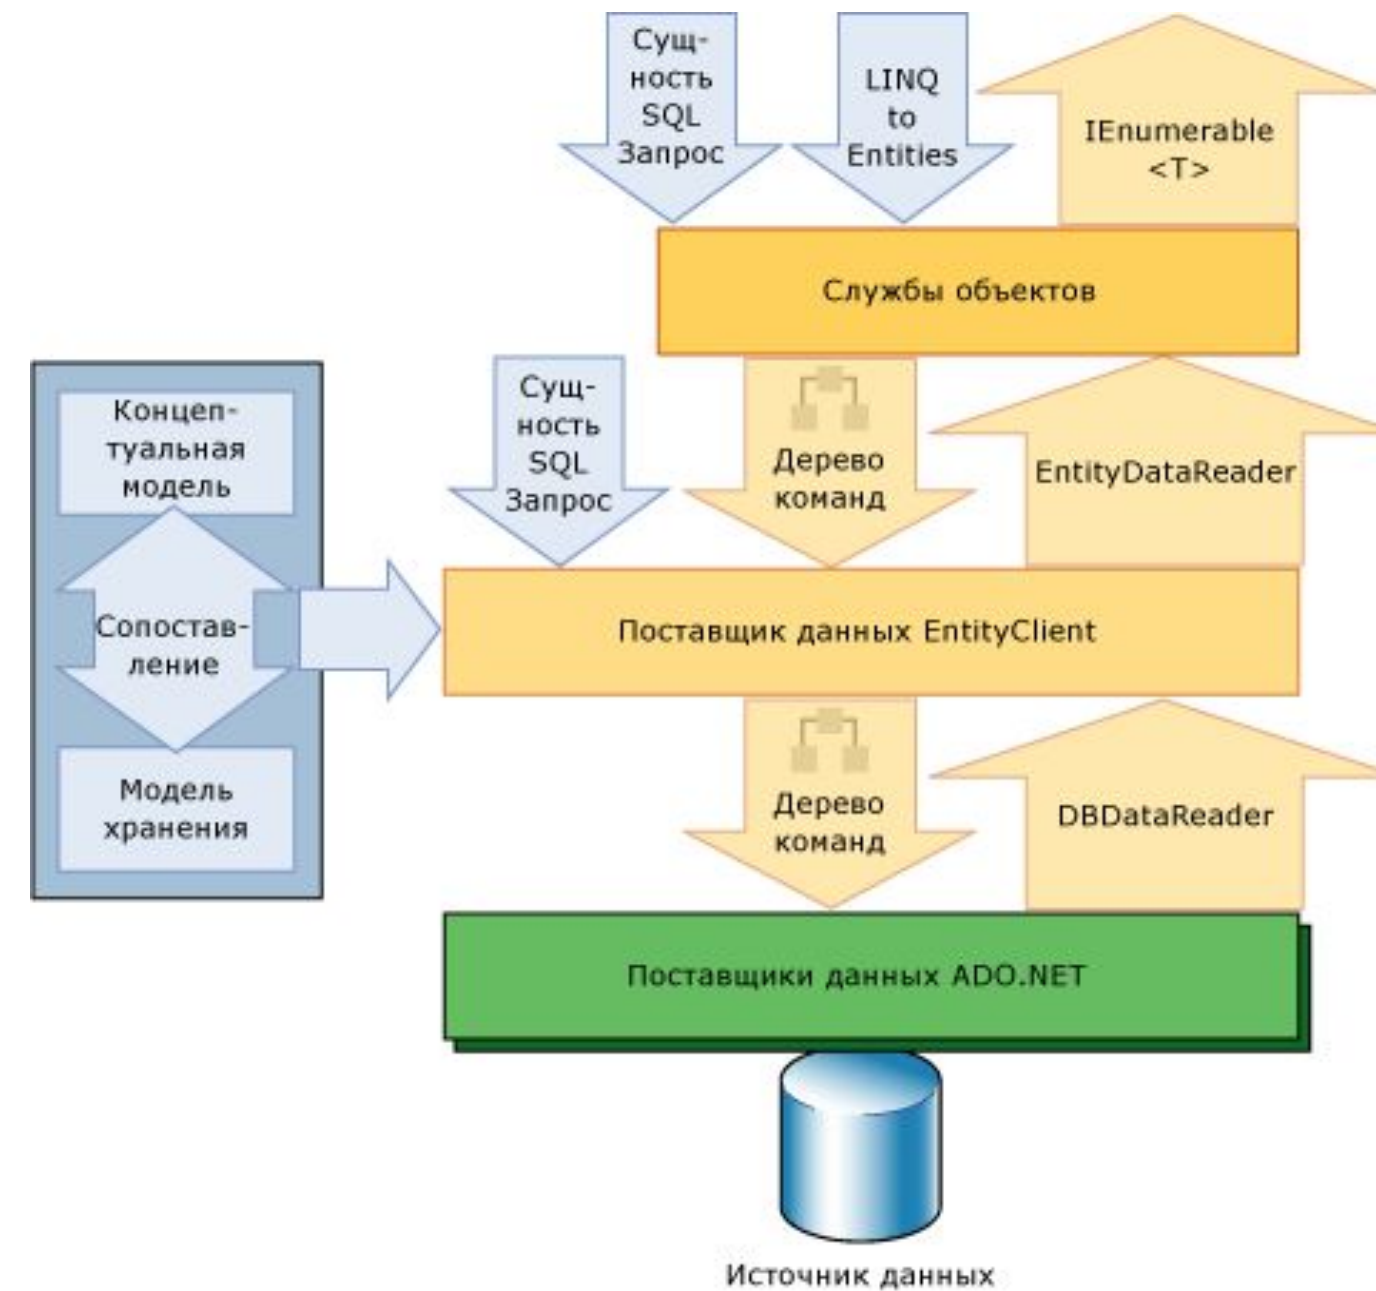 Сущ-
ность
SQL
Запрос
LINQ
to
Entities
IEnumerable
<T>
Службы объектов
Концеп-
туальная
модель
Сопостав-
ление
Модель
хранения
Сущ-
ность
SQL
Запрос
Дерево
команд
EntityDataReader
Поставщик данных EntityClient
Дерево
команд
DBDataReader
Поставщики данных ADO.NET
Источник данных